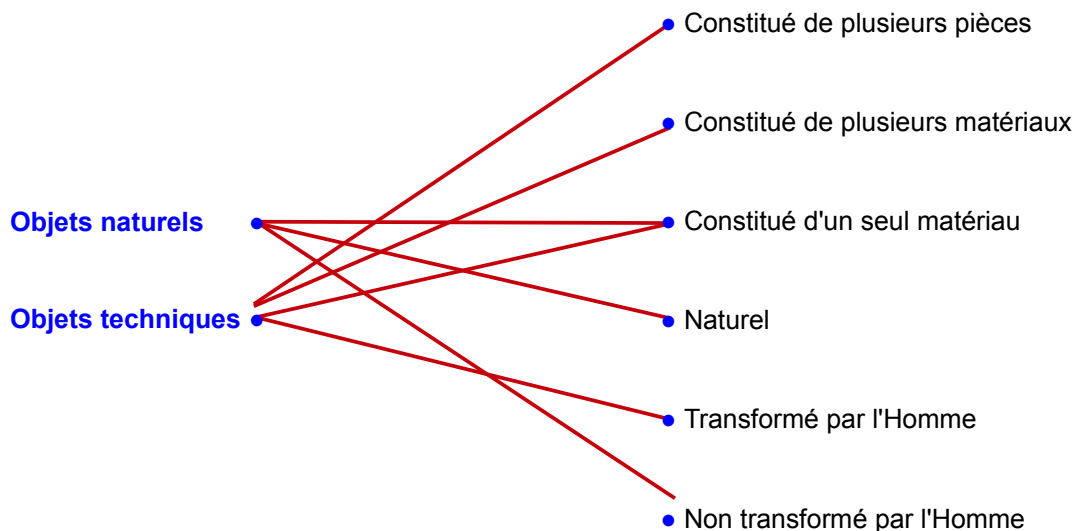 Constitué de plusieurs pièces
Constitué de plusieurs matériaux
Objets naturels
Constitué d'un seul matériau
Objets techniques
Naturel
Transformé par l'Homme
Non transformé par l'Homme